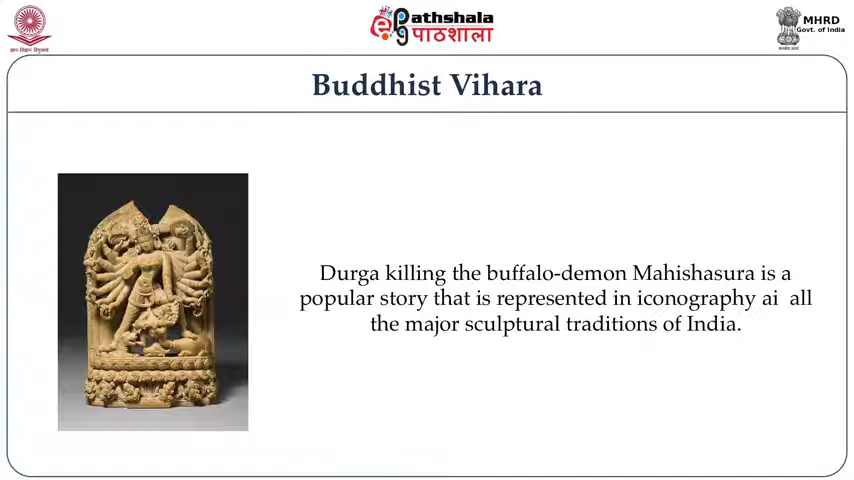 ePathshala
पाठशाला
MHRD
Govt. of India
Buddhist Vihara
Durga killing the buffalo-demon Mahishasura is a
popular story that is represented in iconography ai  all
the major sculptural traditions of India.